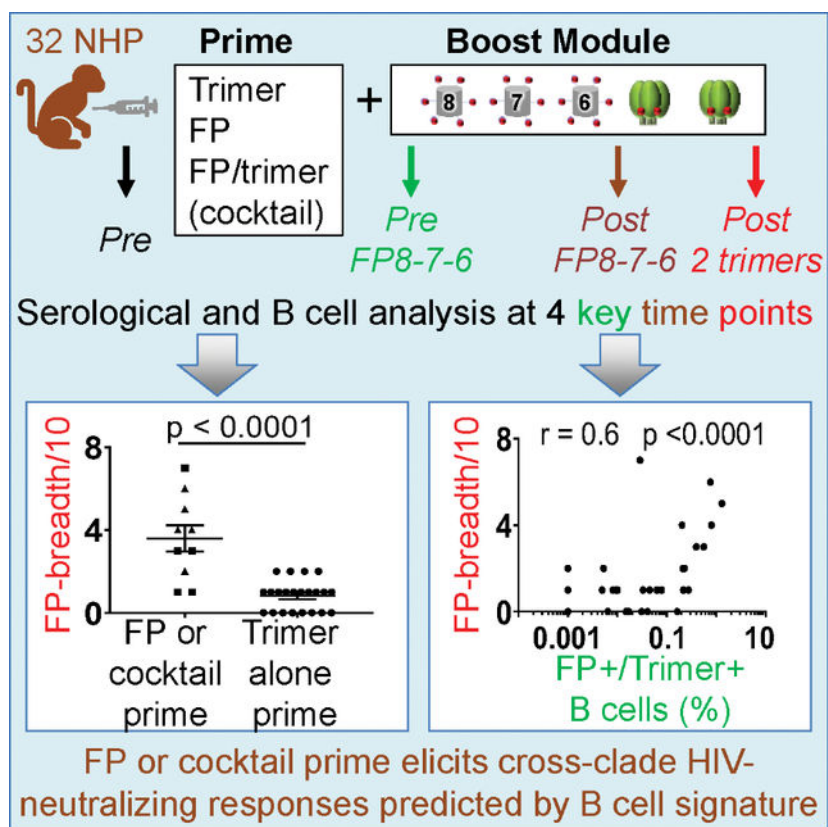 32 NHP
Prime
Boost Module
Trimer
FP
FP/trimer
(cocktail)
+
8 7 6
Pre
Pre
FP8-7-6
Post
FP8-7-6
Post
2 trimers
Serological and B cell analysis at 4 key time points
p < 0.0001
FP-breadth/10
8
4
0
FP or
cocktail
prime
Trimer
alone
prime
r = 0.6 p <0.0001
FP-breadth/10
8
4
0
0.001 0.1 10
FP+/Trimer+
B cells (%)
FP or cocktail prime elicits cross-clade HIV-
neutralizing responses predicted by B cell signature